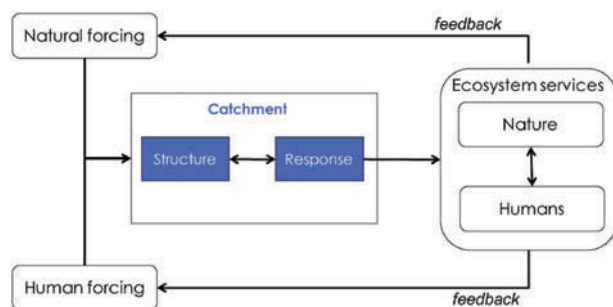 feedback
Natural forcing
Ecosystem services
Catchment
Nature
Structure
Response
Humans
Human forcing
feedback